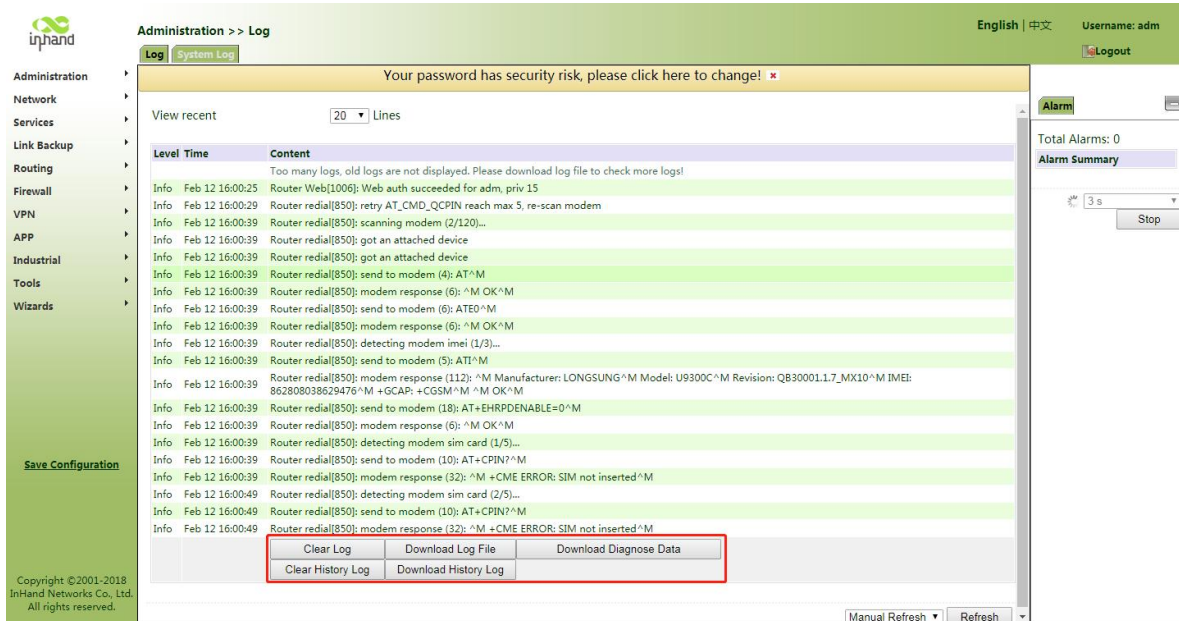 inhand
Administration >> Log
English | 中文
Username: adm
Logout
Log
System Log
Your password has security risk, please click here to change!
Administration
Network
Services
Link Backup
Routing
Firewall
VPN
APP
Industrial
Tools
Wizards
Save Configuration
Copyright ©2001-2018
InHand Networks Co., Ltd.
All rights reserved.
View recent 20 Lines
Level Time Content
Too many logs, old logs are not displayed. Please download log file to check more logs!
Info Feb 12 16:00:25 Router Web[1006]: Web auth succeeded for adm, priv 15
Info Feb 12 16:00:29 Router redial[850]: retry AT_CMD_QCPIN reach max 5, re-scan modem
Info Feb 12 16:00:39 Router redial[850]: scanning modem (2/120)...
Info Feb 12 16:00:39 Router redial[850]: got an attached device
Info Feb 12 16:00:39 Router redial[850]: got an attached device
Info Feb 12 16:00:39 Router redial[850]: send to modem (4): AT^M
Info Feb 12 16:00:39 Router redial[850]: modem response (6): ^M OK^M
Info Feb 12 16:00:39 Router redial[850]: send to modem (6): ATE0^M
Info Feb 12 16:00:39 Router redial[850]: modem response (6): ^M OK^M
Info Feb 12 16:00:39 Router redial[850]: detecting modem imei (1/3)...
Info Feb 12 16:00:39 Router redial[850]: send to modem (5): ATI^M
Info Feb 12 16:00:39 Router redial[850]: modem response (112): ^M Manufacturer: LONGSUNG^M Model: U9300C^M Revision: QB30001.1.7_MX10^M IMEI:
862808038629476^M +GCAP: +CGSM^M ^M OK^M
Info Feb 12 16:00:39 Router redial[850]: send to modem (18): AT+EHRPDENABLE=0^M
Info Feb 12 16:00:39 Router redial[850]: modem response (6): ^M OK^M
Info Feb 12 16:00:39 Router redial[850]: detecting modem sim card (1/5)...
Info Feb 12 16:00:39 Router redial[850]: send to modem (10): AT+CPIN?^M
Info Feb 12 16:00:39 Router redial[850]: modem response (32): ^M +CME ERROR: SIM not inserted^M
Info Feb 12 16:00:49 Router redial[850]: detecting modem sim card (2/5)...
Info Feb 12 16:00:49 Router redial[850]: send to modem (10): AT+CPIN?^M
Info Feb 12 16:00:49 Router redial[850]: modem response (32): ^M +CME ERROR: SIM not inserted^M
Clear Log Download Log File Download Diagnose Data
Clear History Log Download History Log
Manual Refresh Refresh
Alarm
Total Alarms: 0
Alarm Summary
3 s
Stop